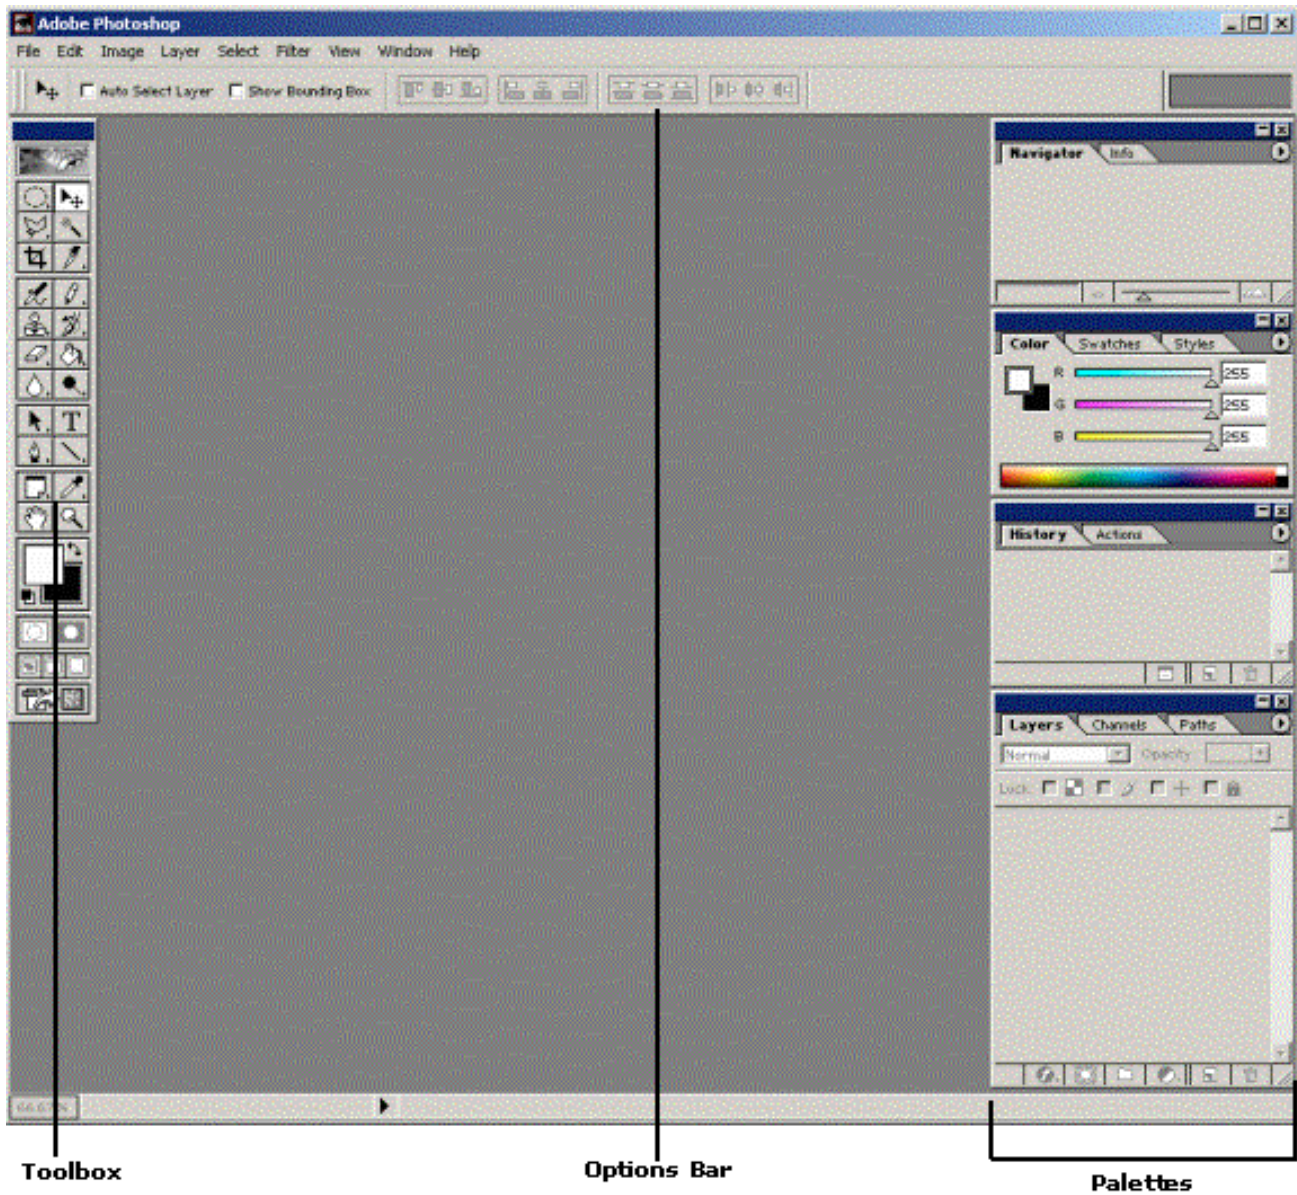 Adobe Photoshop
File Edit Image Layer Select Filter View Window Help
Auto Select Layer Show Bounding Box
Navigator Info
Color Swatches Styles
R 255
G 255
B 255
History Actions
Layers Channels Paths
Normal Opacity
Lock
T
Toolbox
Options Bar
Palettes